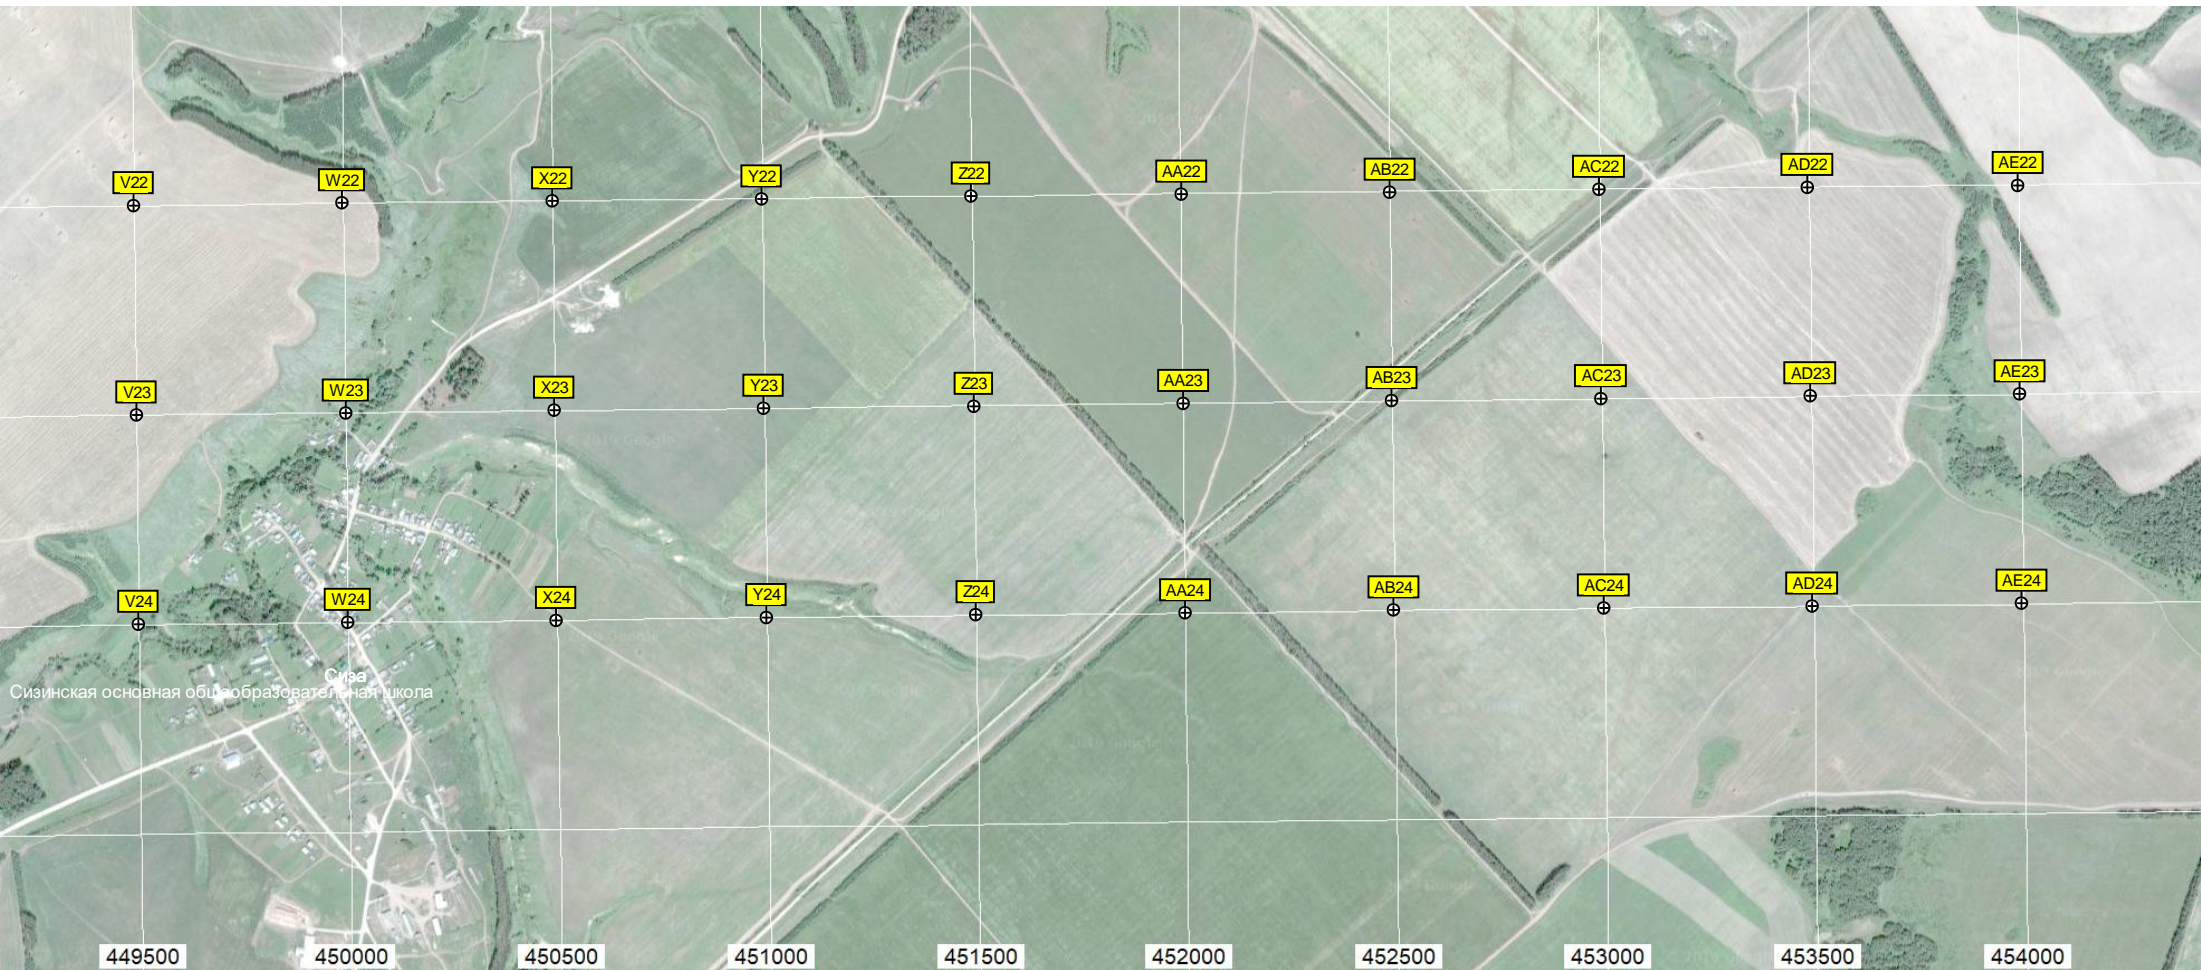 V22 W22 X22 Y22 Z22 AA22 AB22 AC22 AD22 AE22
V23 W23 X23 Y23 Z23 AA23 AB23 AC23 AD23 AE23
V24 W24 X24 Y24 Z24 AA24 AB24 AC24 AD24 AE24
Сиза
Сизинская основная общеобразовательная школа
449500 450000 450500 451000 451500 452000 452500 453000 453500 454000